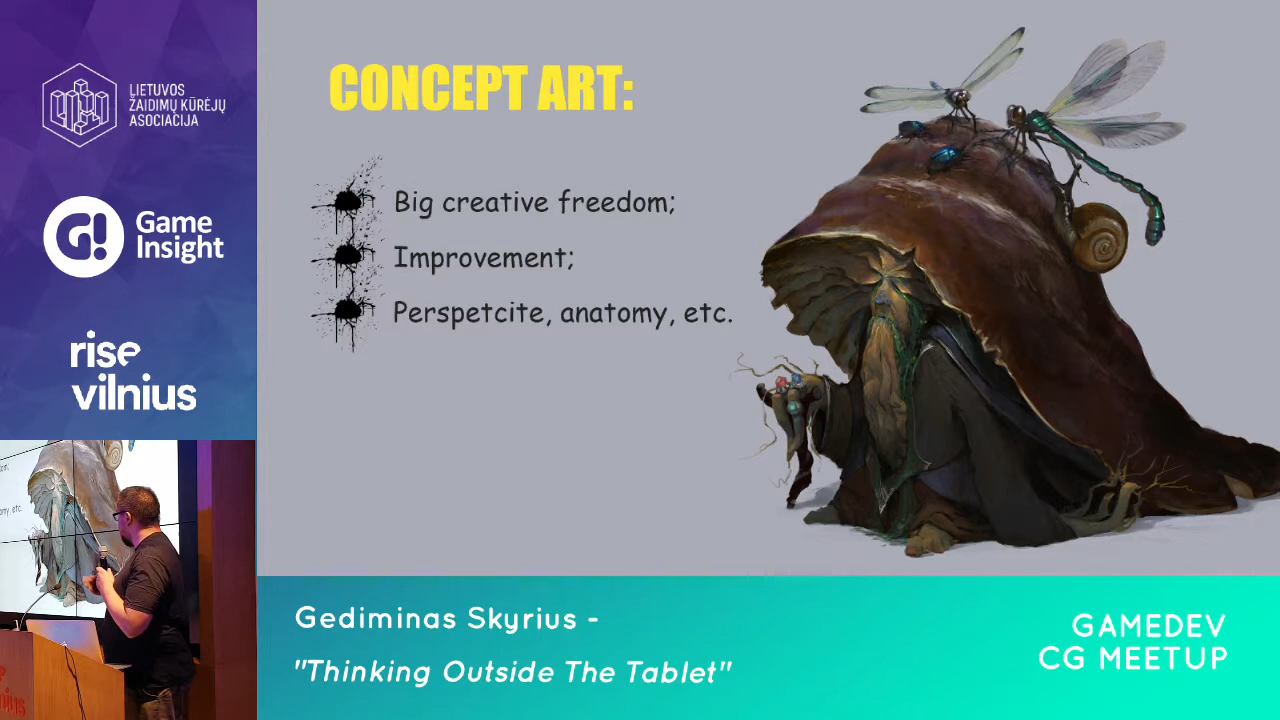 LIETUVOS
ŽAIDIMŲ KŪRĖJŲ
ASOCIACIJA
G! Game
Insight
rise
vilnius
CONCEPT ART:
Big creative freedom;
Improvement;
Perspetcite, anatomy, etc.
Gediminas Skyrius -
"Thinking Outside The Tablet"
GAMEDEV
CG MEETUP